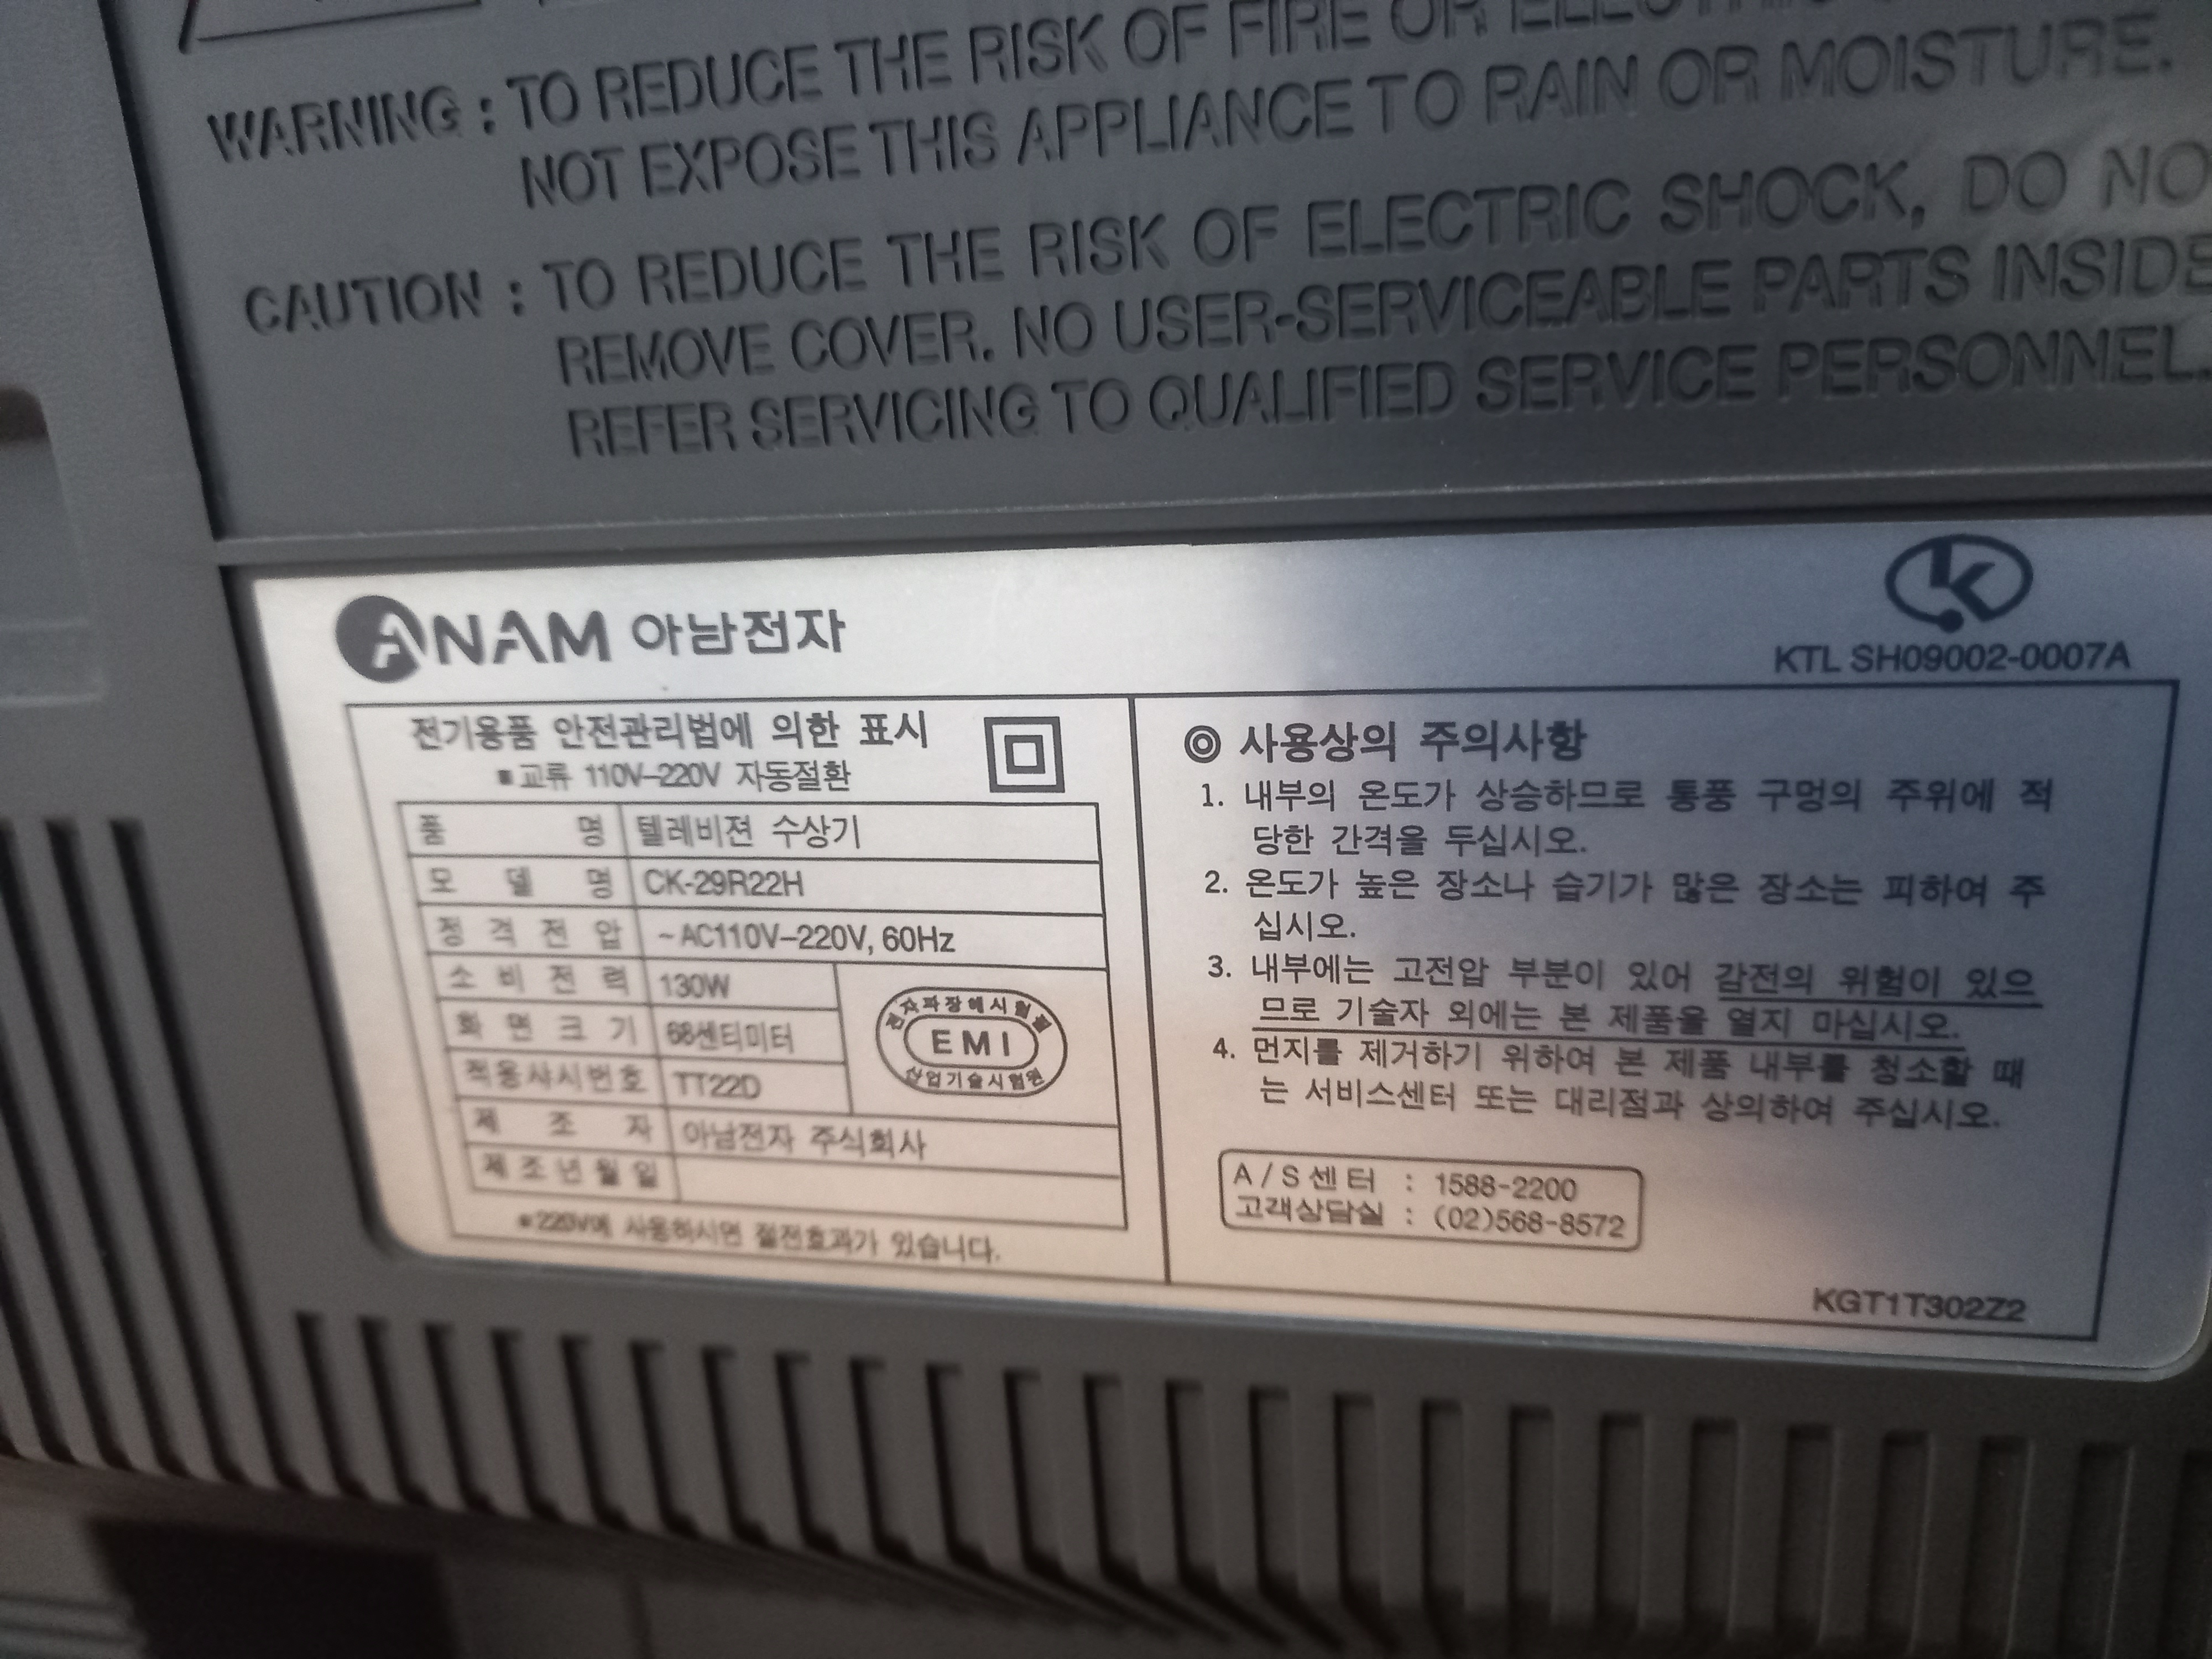 WARNING : TO REDUCE THE RISK OF FIRE OR
NOT EXPOSE THIS APPLIANCE TO RAIN OR MOISTURE.
CAUTION : TO REDUCE THE RISK OF ELECTRIC SHOCK, DO
REMOVE COVER. NO USER-SERVICEABLE PARTS INSIDE
REFER SERVICING TO QUALIFIED SERVICE PERSONNEL.
ANAM 아남전자
KTL SH09002-0007A
전기용품 안전관리법에 의한 표시
■ 교류 110V–220V 자동절환
품 명 텔레비젼 수상기
모 델 명 CK-29R22H
정 격 전 압 ~AC110V–220V, 60Hz
소 비 전 력 130W
화 면 크 기 68센티미터
적용사시번호 TT22D
제 조 자 아남전자 주식회사
제 조 년 월 일
전자파장해시험필
EMI
산업기술시험원
※220V에 사용하시면 절전효과가 있습니다.
◎ 사용상의 주의사항
1. 내부의 온도가 상승하므로 통풍 구멍의 주위에 적
당한 간격을 두십시오.
2. 온도가 높은 장소나 습기가 많은 장소는 피하여 주
십시오.
3. 내부에는 고전압 부분이 있어 감전의 위험이 있으
므로 기술자 외에는 본 제품을 열지 마십시오.
4. 먼지를 제거하기 위하여 본 제품 내부를 청소할 때
는 서비스센터 또는 대리점과 상의하여 주십시오.
A/S센터 : 1588-2200
고객상담실 : (02)568-8572
KGT1T302Z2